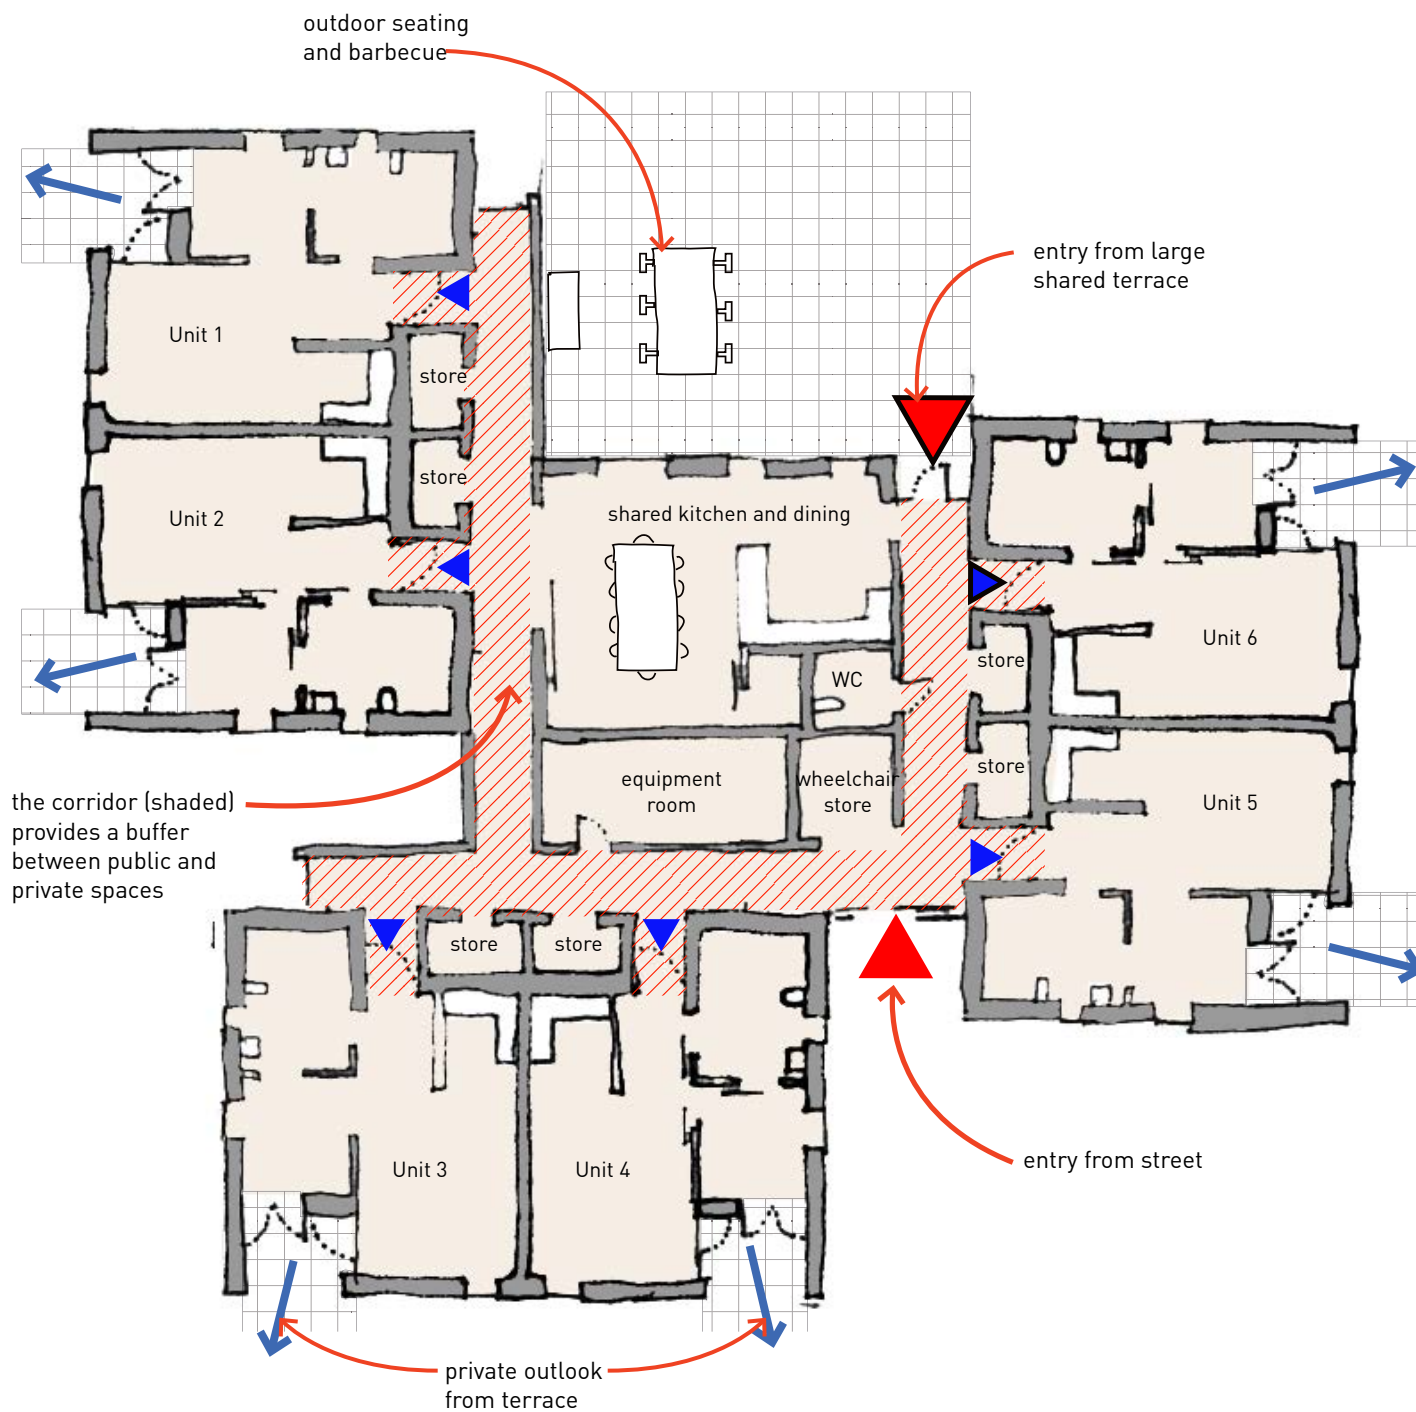 outdoor seating
and barbecue
entry from large
shared terrace
Unit 1
store
store
Unit 2
shared kitchen and dining
WC
store
Unit 6
store
equipment
room
wheelchair
store
Unit 5
the corridor (shaded)
provides a buffer
between public and
private spaces
store
store
Unit 3
Unit 4
entry from street
private outlook
from terrace